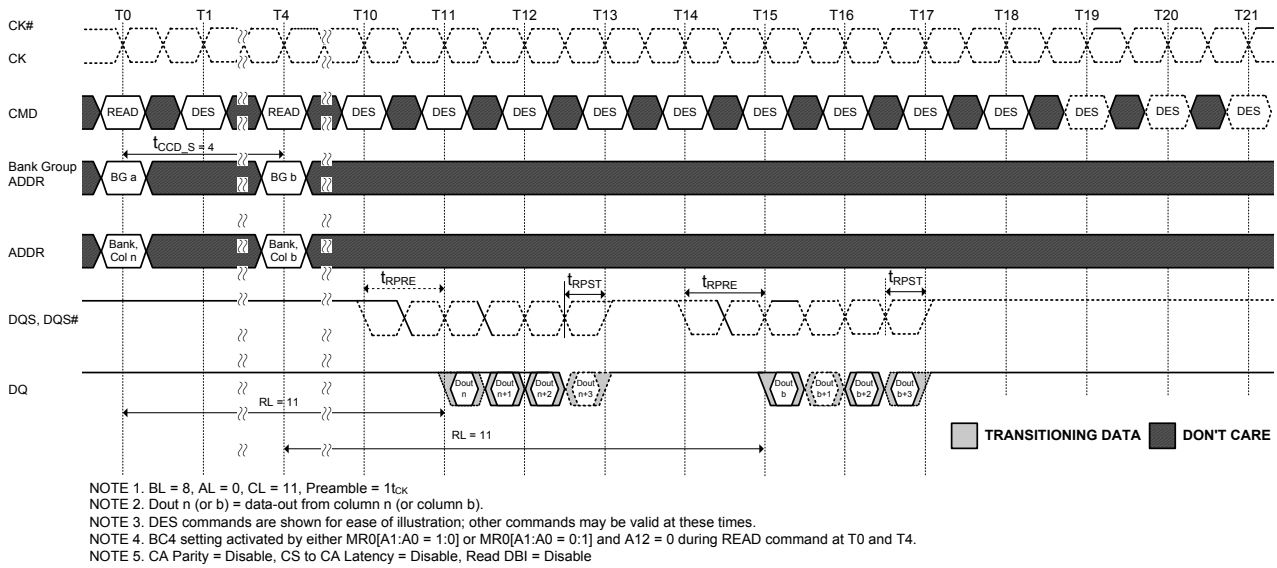 T0 T1 T4 T10 T11 T12 T13 T14 T15 T16 T17 T18 T19 T20 T21
CK#
CK
CMD READ DES READ DES DES DES DES DES DES DES DES DES DES DES DES
tCCD_S = 4
Bank Group
ADDR
BG a BG b
ADDR
Bank,
Col n
Bank,
Col b
tRPRE tRPST tRPRE tRPST
DQS, DQS#
DQ
Dout
n
Dout
n+1
Dout
n+2
Dout
n+3
Dout
b
Dout
b+1
Dout
b+2
Dout
b+3
RL = 11
RL = 11
TRANSITIONING DATA DON'T CARE
NOTE 1. BL = 8, AL = 0, CL = 11, Preamble = 1tCK
NOTE 2. Dout n (or b) = data-out from column n (or column b).
NOTE 3. DES commands are shown for ease of illustration; other commands may be valid at these times.
NOTE 4. BC4 setting activated by either MR0[A1:A0 = 1:0] or MR0[A1:A0 = 0:1] and A12 = 0 during READ command at T0 and T4.
NOTE 5. CA Parity = Disable, CS to CA Latency = Disable, Read DBI = Disable